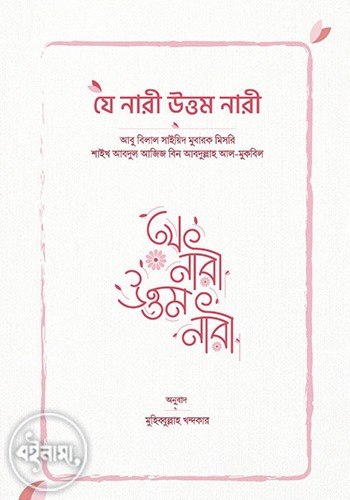 যে নারী উত্তম নারী
আবু বিলাল সাইয়িদ মুবারক মিসরি
শাইখ আবদুল আজিজ বিন আবদুল্লাহ আল-মুকবিল
যে
নারী
উত্তম
নারী
অনুবাদ
মুহিব্বুল্লাহ খন্দকার
বইনামা